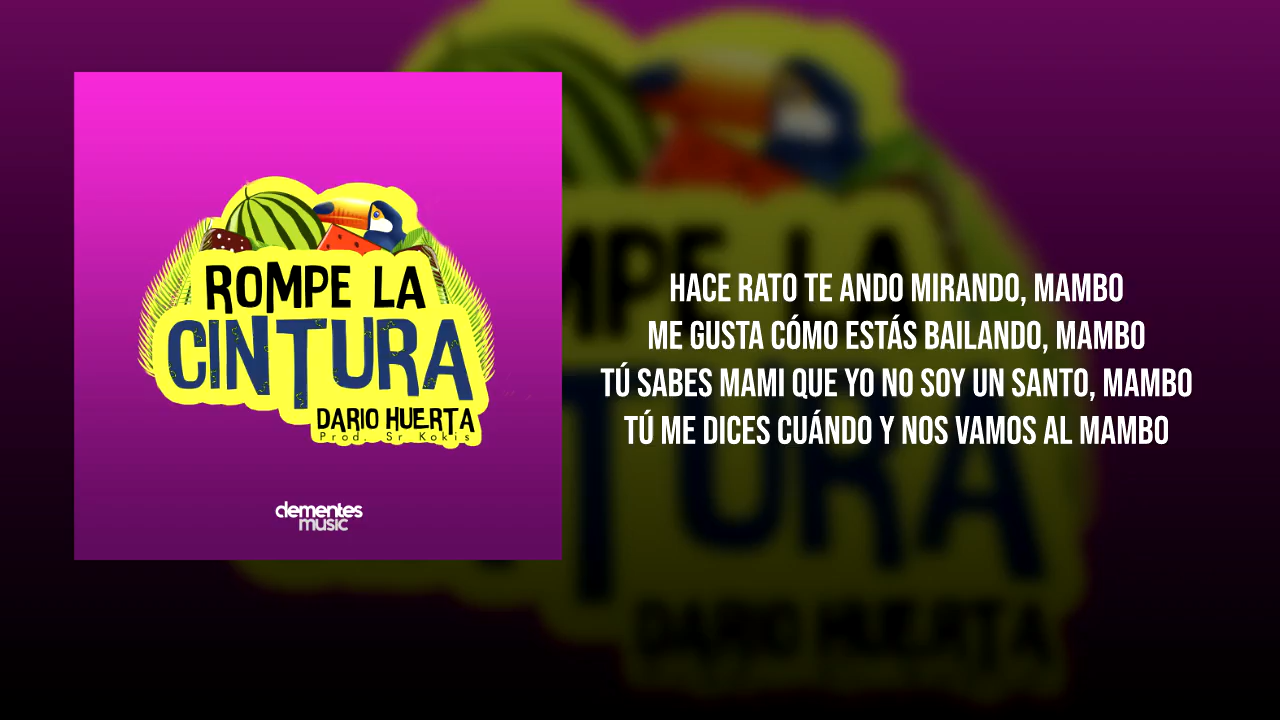 ROMPE LA
CINTURA
DARIO HUERTA
Prod. Sr Kokis
dementes
music
HACE RATO TE ANDO MIRANDO, MAMBO
ME GUSTA CÓMO ESTÁS BAILANDO, MAMBO
TÚ SABES MAMI QUE YO NO SOY UN SANTO, MAMBO
TÚ ME DICES CUÁNDO Y NOS VAMOS AL MAMBO